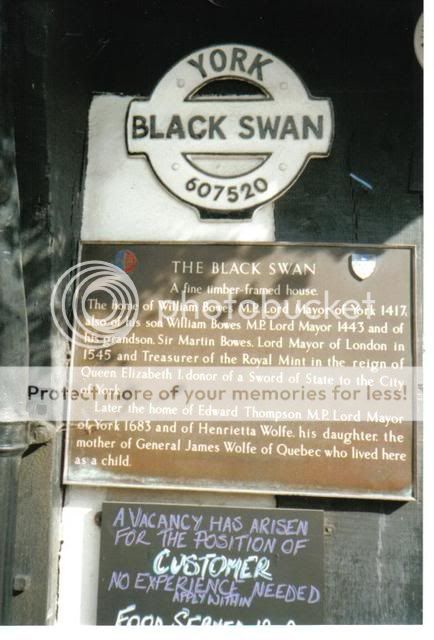 YORK
BLACK SWAN
607520
THE BLACK SWAN
A fine timber-framed house.
The home of William Bowes M.P. Lord Mayor of York 1417,
also of his son William Bowes M.P. Lord Mayor 1443 and of
his grandson, Sir Martin Bowes, Lord Mayor of London in
1545 and Treasurer of the Royal Mint in the reign of
Queen Elizabeth I, donor of a Sword of State to the City
of York.
Later the home of Edward Thompson M.P. Lord Mayor
of York 1683 and of Henrietta Wolfe, his daughter, the
mother of General James Wolfe of Quebec who lived here
as a child.
photobucket
Protect more of your memories for less!
A VACANCY HAS ARISEN
FOR THE POSITION OF
CUSTOMER
NO EXPERIENCE NEEDED
APPLY WITHIN
FOOD SERVED